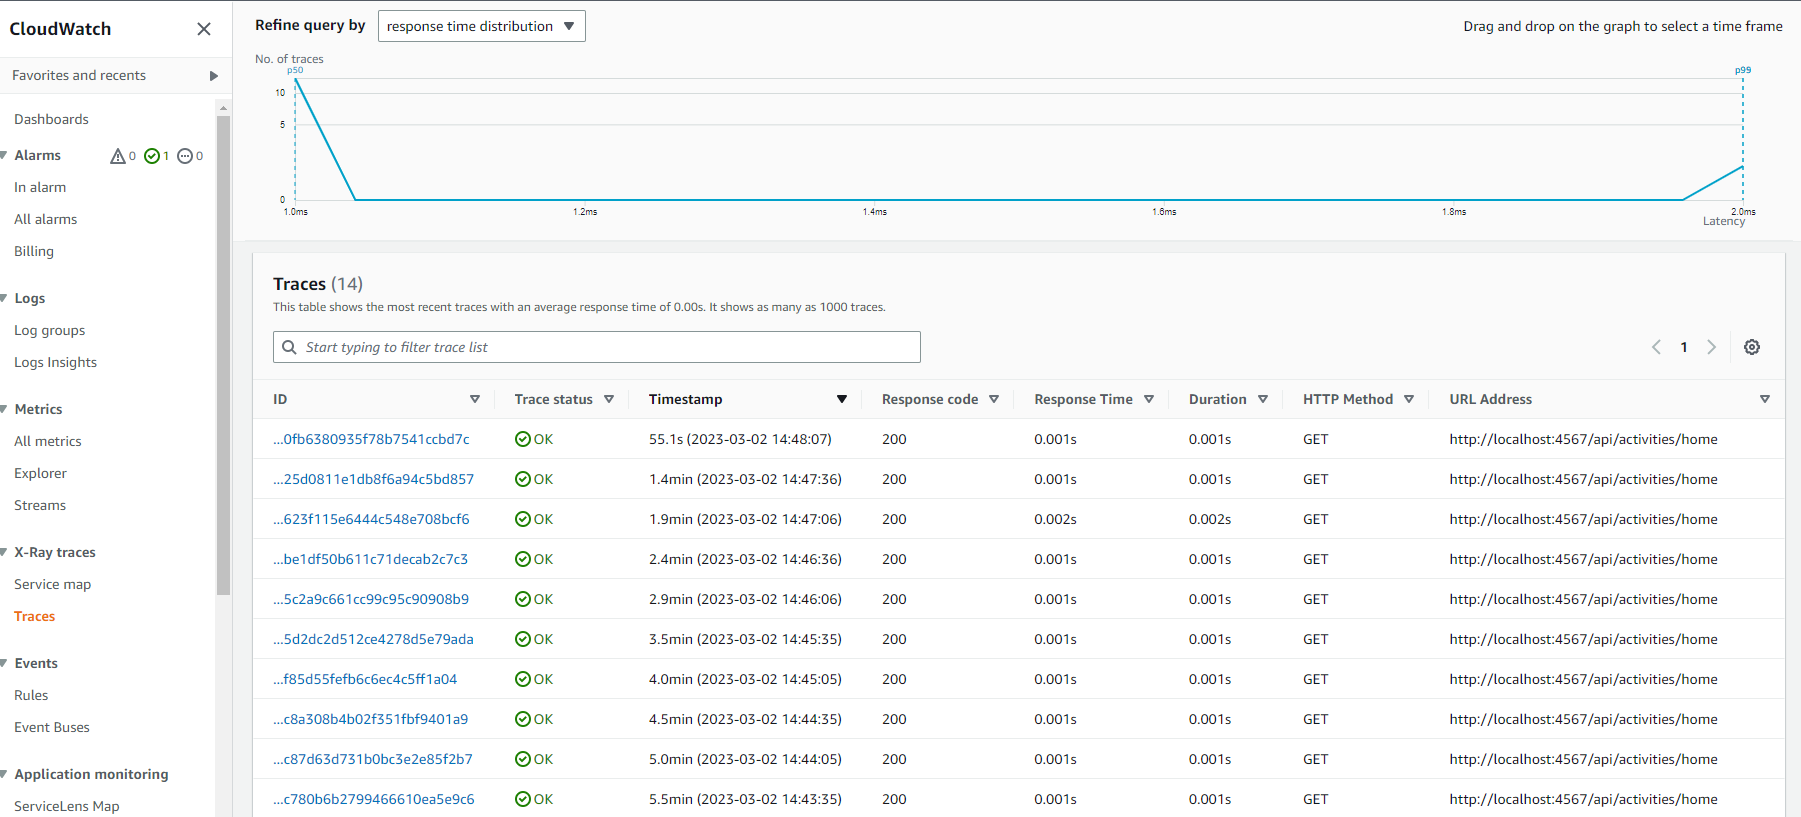 CloudWatch
Favorites and recents
Dashboards
Alarms 0 1 0
In alarm
All alarms
Billing
Logs
Log groups
Logs Insights
Metrics
All metrics
Explorer
Streams
X-Ray traces
Service map
Traces
Events
Rules
Event Buses
Application monitoring
ServiceLens Map
Refine query by response time distribution Drag and drop on the graph to select a time frame
No. of traces
p50 p99
10
5
0
1.0ms 1.2ms 1.4ms 1.6ms 1.8ms 2.0ms
Latency
Traces (14)
This table shows the most recent traces with an average response time of 0.00s. It shows as many as 1000 traces.
Start typing to filter trace list 1
ID Trace status Timestamp Response code Response Time Duration HTTP Method URL Address
...0fb6380935f78b7541ccbd7c OK 55.1s (2023-03-02 14:48:07) 200 0.001s 0.001s GET http://localhost:4567/api/activities/home
...25d0811e1db8f6a94c5bd857 OK 1.4min (2023-03-02 14:47:36) 200 0.001s 0.001s GET http://localhost:4567/api/activities/home
...623f115e6444c548e708bcf6 OK 1.9min (2023-03-02 14:47:06) 200 0.002s 0.002s GET http://localhost:4567/api/activities/home
...be1df50b611c71decab2c7c3 OK 2.4min (2023-03-02 14:46:36) 200 0.001s 0.001s GET http://localhost:4567/api/activities/home
...5c2a9c661cc99c95c90908b9 OK 2.9min (2023-03-02 14:46:06) 200 0.001s 0.001s GET http://localhost:4567/api/activities/home
...5d2dc2d512ce4278d5e79ada OK 3.5min (2023-03-02 14:45:35) 200 0.001s 0.001s GET http://localhost:4567/api/activities/home
...f85d55fefb6c6ec4c5ff1a04 OK 4.0min (2023-03-02 14:45:05) 200 0.001s 0.001s GET http://localhost:4567/api/activities/home
...c8a308b4b02f351fbf9401a9 OK 4.5min (2023-03-02 14:44:35) 200 0.001s 0.001s GET http://localhost:4567/api/activities/home
...c87d63d731b0bc3e2e85f2b7 OK 5.0min (2023-03-02 14:44:05) 200 0.001s 0.001s GET http://localhost:4567/api/activities/home
...c780b6b2799466610ea5e9c6 OK 5.5min (2023-03-02 14:43:35) 200 0.001s 0.001s GET http://localhost:4567/api/activities/home